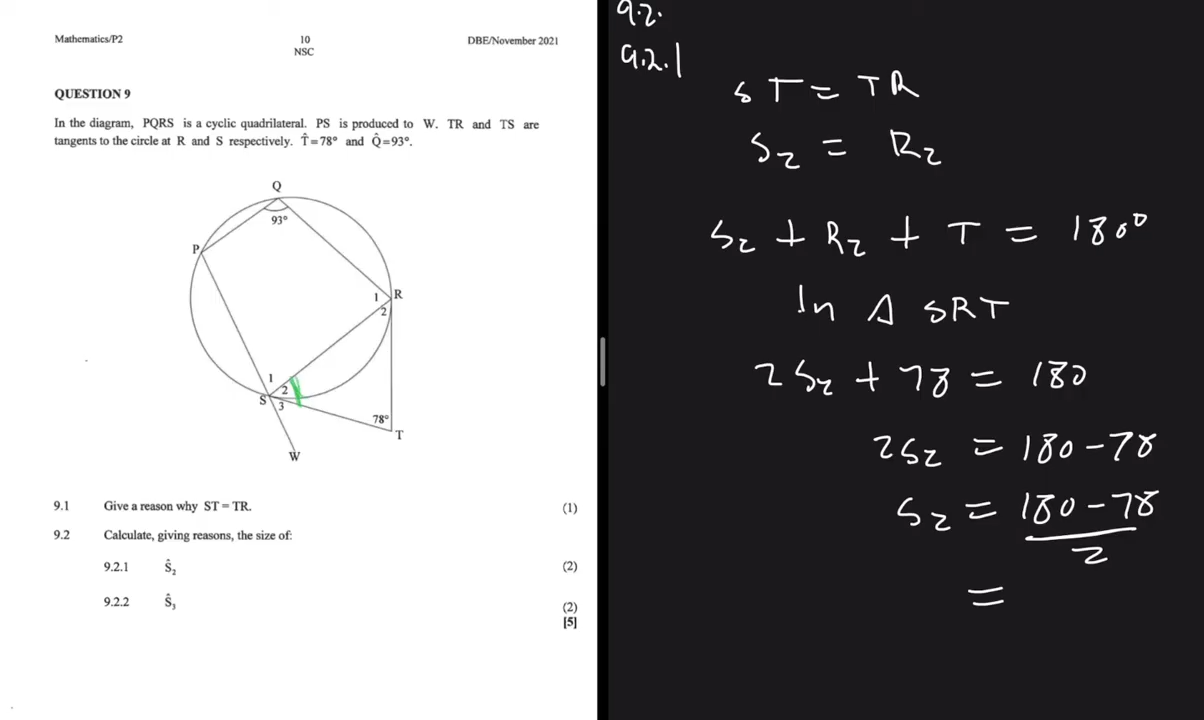 Mathematics/P2
10
NSC
DBE/November 2021
QUESTION 9
In the diagram, PQRS is a cyclic quadrilateral. PS is produced to W. TR and TS are
tangents to the circle at R and S respectively. T̂ = 78° and Q̂ = 93°.
Q
93°
P
1
R
2
1
2
S
3
78°
T
W
9.1 Give a reason why ST = TR. (1)
9.2 Calculate, giving reasons, the size of:
9.2.1 Ŝ₂ (2)
9.2.2 Ŝ₃ (2)
[5]
9.2.
9.2.1
ST = TR
S₂ = R₂
S₂ + R₂ + T = 180°
In Δ SRT
2S₂ + 78 = 180
2S₂ = 180 - 78
S₂ = 180 - 78
2
=